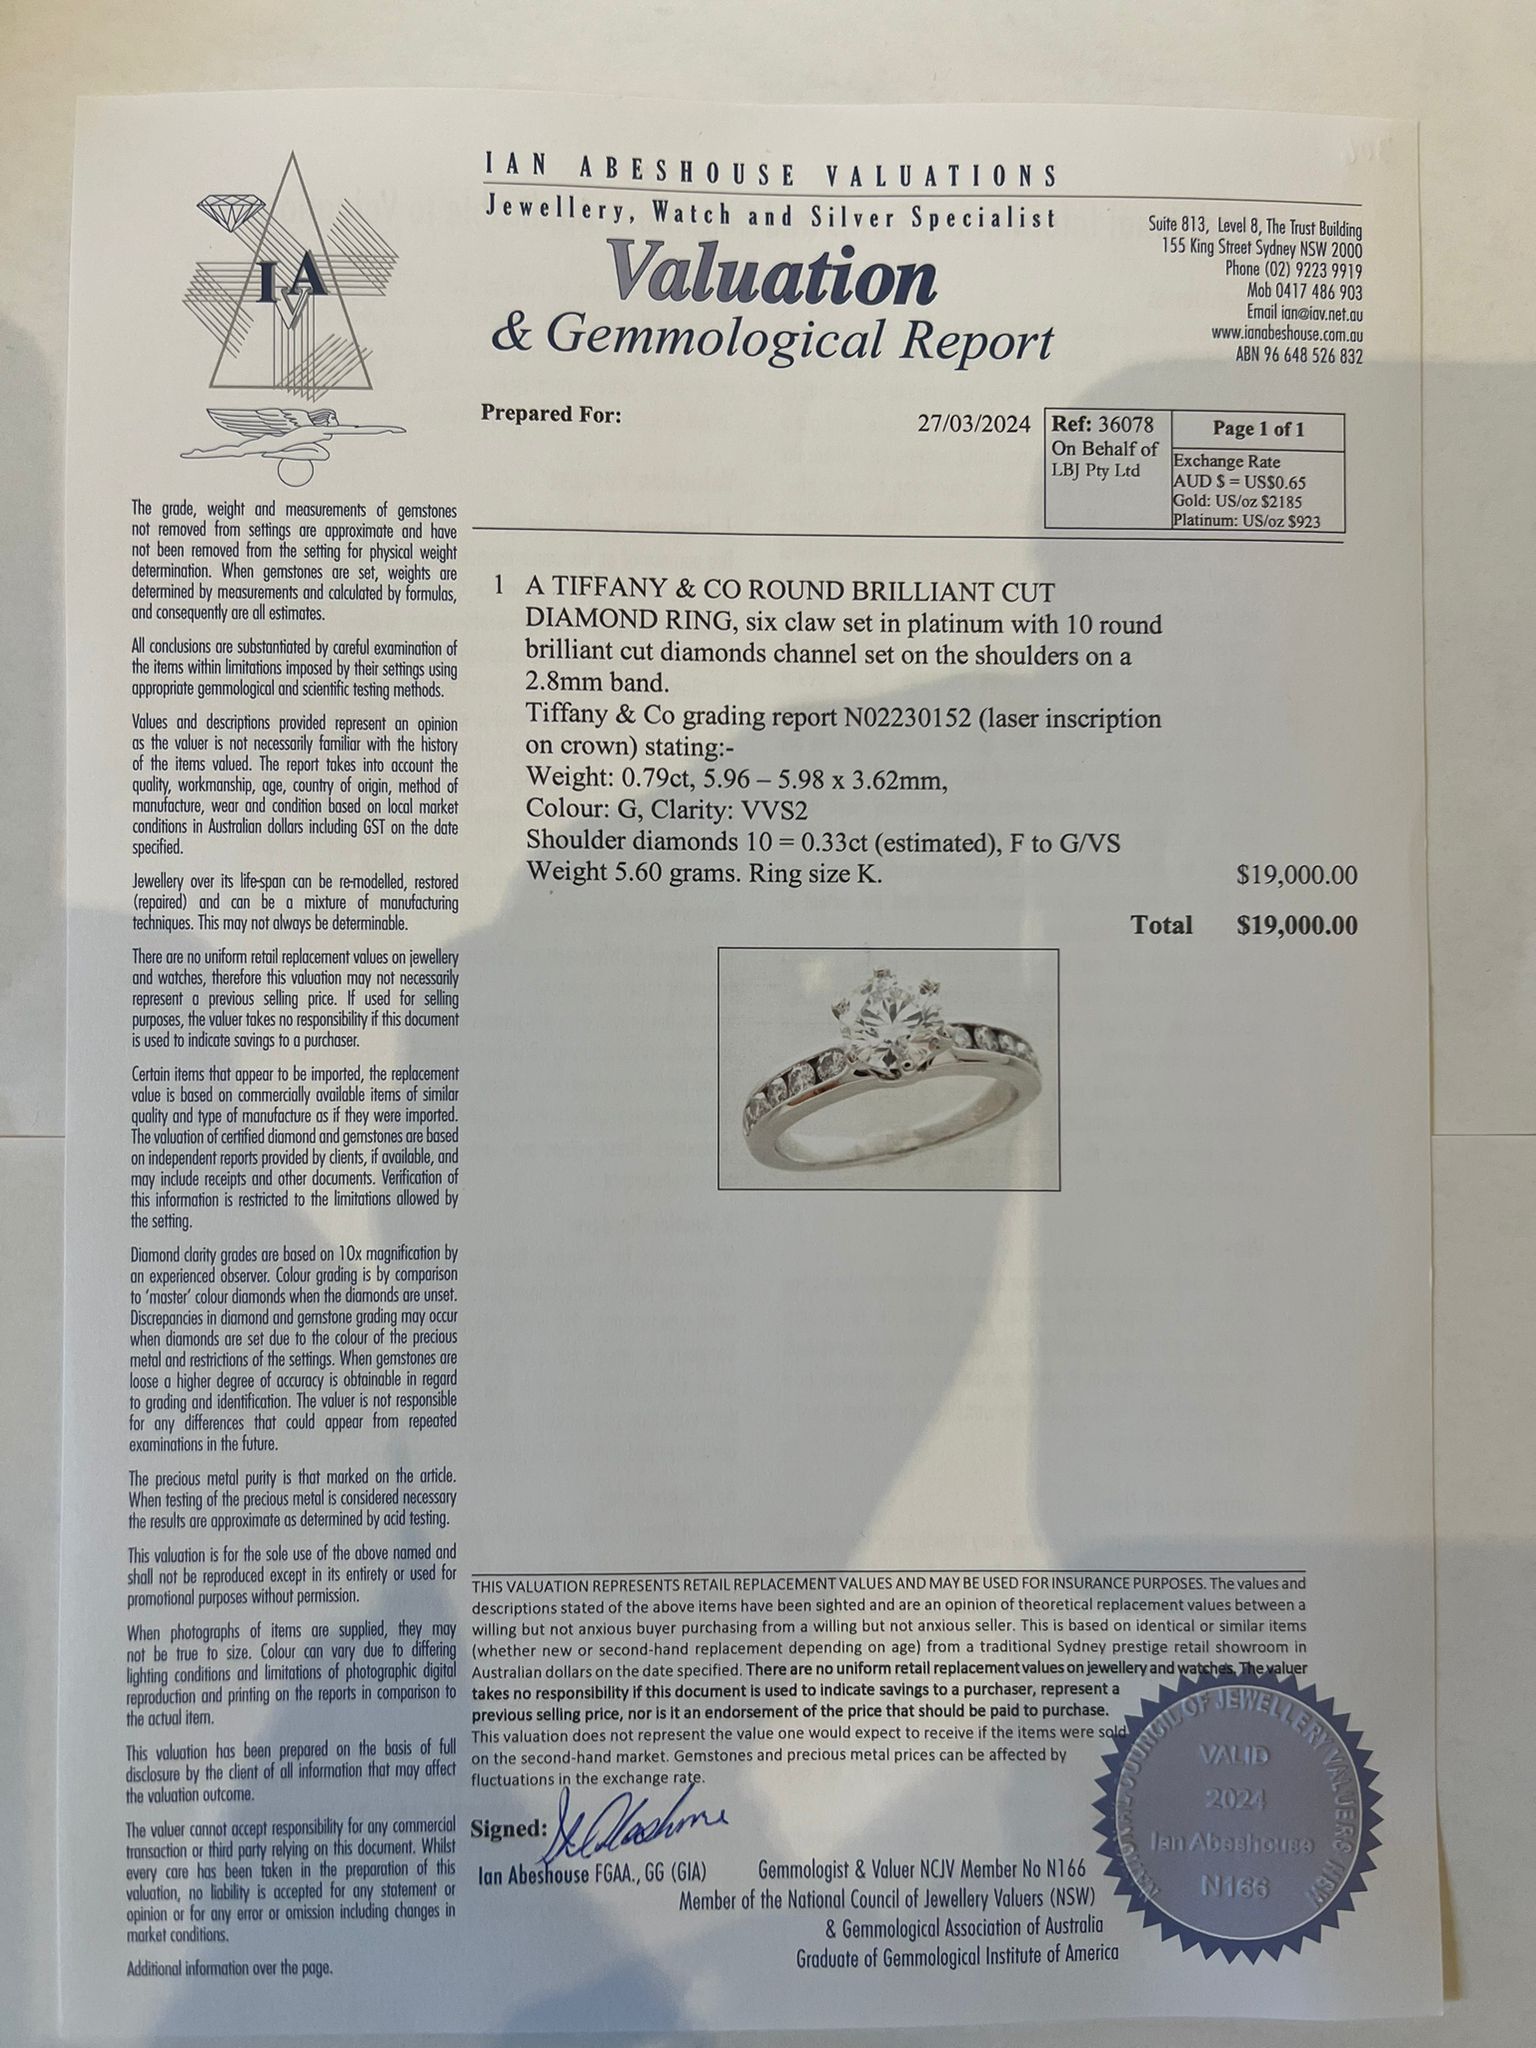 IAN ABESHOUSE VALUATIONS
Jewellery, Watch and Silver Specialist
Valuation
& Gemmological Report
Suite 813, Level 8, The Trust Building
155 King Street Sydney NSW 2000
Phone (02) 9223 9919
Mob 0417 486 903
Email ian@iav.net.au
www.ianabeshouse.com.au
ABN 96 648 526 832
IVA
Prepared For:
27/03/2024
Ref: 36078
On Behalf of
LBJ Pty Ltd
Page 1 of 1
Exchange Rate
AUD $ = US$0.65
Gold: US/oz $2185
Platinum: US/oz $923
The grade, weight and measurements of gemstones
not removed from settings are approximate and have
not been removed from the setting for physical weight
determination. When gemstones are set, weights are
determined by measurements and calculated by formulas,
and consequently are all estimates.
All conclusions are substantiated by careful examination of
the items within limitations imposed by their settings using
appropriate gemmological and scientific testing methods.
Values and descriptions provided represent an opinion
as the valuer is not necessarily familiar with the history
of the items valued. The report takes into account the
quality, workmanship, age, country of origin, method of
manufacture, wear and condition based on local market
conditions in Australian dollars including GST on the date
specified.
Jewellery over its life-span can be re-modelled, restored
(repaired) and can be a mixture of manufacturing
techniques. This may not always be determinable.
There are no uniform retail replacement values on jewellery
and watches, therefore this valuation may not necessarily
represent a previous selling price. If used for selling
purposes, the valuer takes no responsibility if this document
is used to indicate savings to a purchaser.
Certain items that appear to be imported, the replacement
value is based on commercially available items of similar
quality and type of manufacture as if they were imported.
The valuation of certified diamond and gemstones are based
on independent reports provided by clients, if available, and
may include receipts and other documents. Verification of
this information is restricted to the limitations allowed by
the setting.
Diamond clarity grades are based on 10x magnification by
an experienced observer. Colour grading is by comparison
to 'master' colour diamonds when the diamonds are unset.
Discrepancies in diamond and gemstone grading may occur
when diamonds are set due to the colour of the precious
metal and restrictions of the settings. When gemstones are
loose a higher degree of accuracy is obtainable in regard
to grading and identification. The valuer is not responsible
for any differences that could appear from repeated
examinations in the future.
The precious metal purity is that marked on the article.
When testing of the precious metal is considered necessary
the results are approximate as determined by acid testing.
This valuation is for the sole use of the above named and
shall not be reproduced except in its entirety or used for
promotional purposes without permission.
When photographs of items are supplied, they may
not be true to size. Colour can vary due to differing
lighting conditions and limitations of photographic digital
reproduction and printing on the reports in comparison to
the actual item.
This valuation has been prepared on the basis of full
disclosure by the client of all information that may affect
the valuation outcome.
The valuer cannot accept responsibility for any commercial
transaction or third party relying on this document. Whilst
every care has been taken in the preparation of this
valuation, no liability is accepted for any statement or
opinion or for any error or omission including changes in
market conditions.
Additional information over the page.
1 A TIFFANY & CO ROUND BRILLIANT CUT
DIAMOND RING, six claw set in platinum with 10 round
brilliant cut diamonds channel set on the shoulders on a
2.8mm band.
Tiffany & Co grading report N02230152 (laser inscription
on crown) stating:-
Weight: 0.79ct, 5.96 – 5.98 x 3.62mm,
Colour: G, Clarity: VVS2
Shoulder diamonds 10 = 0.33ct (estimated), F to G/VS
Weight 5.60 grams. Ring size K. $19,000.00
Total $19,000.00
THIS VALUATION REPRESENTS RETAIL REPLACEMENT VALUES AND MAY BE USED FOR INSURANCE PURPOSES. The values and
descriptions stated of the above items have been sighted and are an opinion of theoretical replacement values between a
willing but not anxious buyer purchasing from a willing but not anxious seller. This is based on identical or similar items
(whether new or second-hand replacement depending on age) from a traditional Sydney prestige retail showroom in
Australian dollars on the date specified. There are no uniform retail replacement values on jewellery and watches. The valuer
takes no responsibility if this document is used to indicate savings to a purchaser, represent a
previous selling price, nor is it an endorsement of the price that should be paid to purchase.
This valuation does not represent the value one would expect to receive if the items were sold
on the second-hand market. Gemstones and precious metal prices can be affected by
fluctuations in the exchange rate.
Signed:
Ian Abeshouse FGAA., GG (GIA)
Gemmologist & Valuer NCJV Member No N166
Member of the National Council of Jewellery Valuers (NSW)
& Gemmological Association of Australia
Graduate of Gemmological Institute of America
NATIONAL COUNCIL OF JEWELLERY VALUERS NSW
VALID
2024
Ian Abeshouse
N166